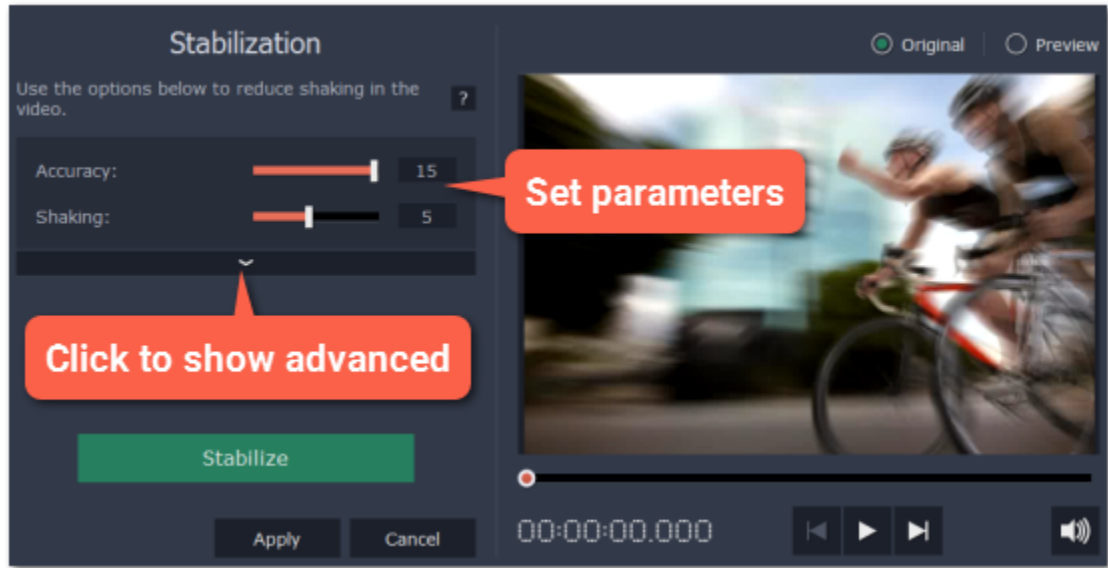 Stabilization
Original
Preview
Use the options below to reduce shaking in the
video.
?
Accuracy:
15
Set parameters
Shaking:
5
Click to show advanced
Stabilize
Apply
Cancel
00:00:00.000